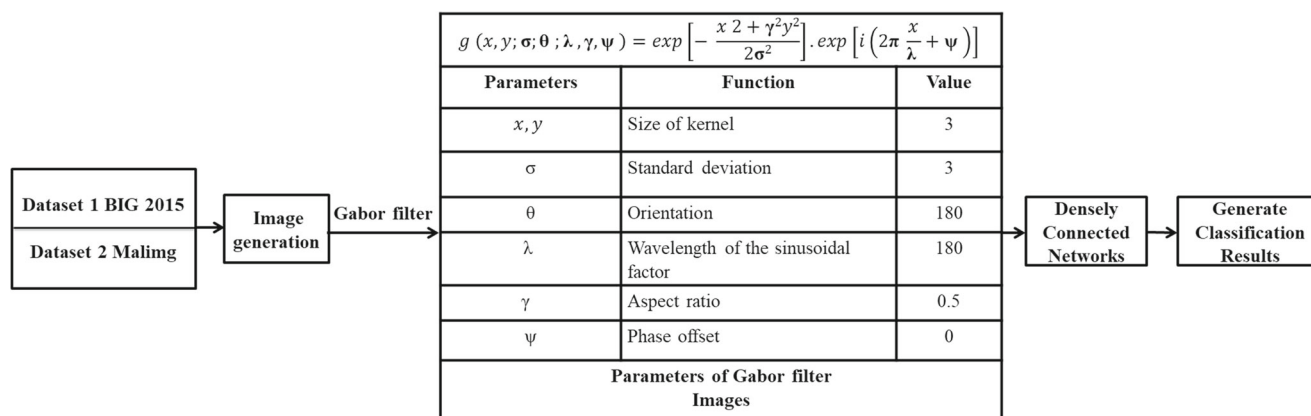 Dataset 1 BIG 2015
Dataset 2 Malimg
Image
generation
Gabor filter
g (x, y; σ; θ ; λ , γ, ψ ) = exp [− x 2 + γ²y² / 2σ²] . exp [i (2π x / λ + ψ )]
Parameters Function Value
x, y Size of kernel 3
σ Standard deviation 3
θ Orientation 180
λ Wavelength of the sinusoidal
factor 180
γ Aspect ratio 0.5
ψ Phase offset 0
Parameters of Gabor filter
Images
Densely
Connected
Networks
Generate
Classification
Results